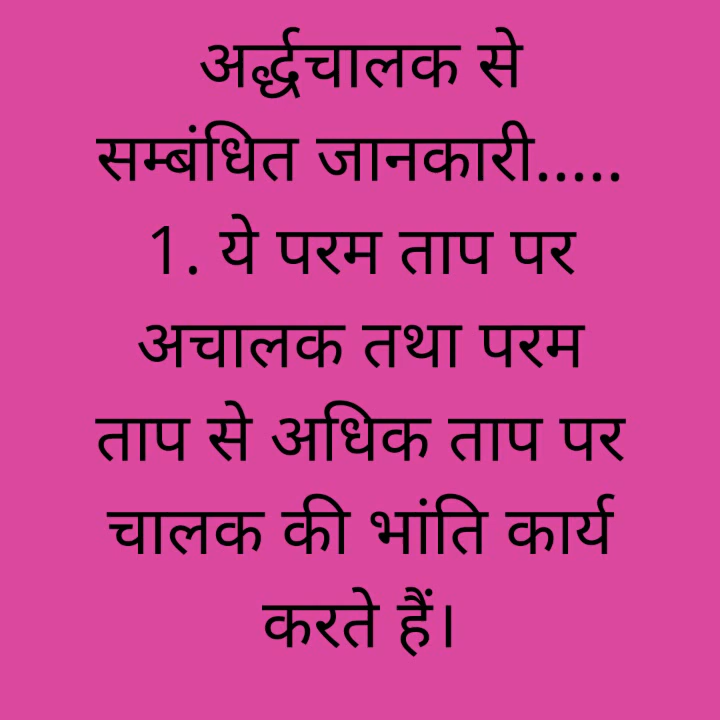 अर्द्धचालक से
सम्बंधित जानकारी.....
1. ये परम ताप पर
अचालक तथा परम
ताप से अधिक ताप पर
चालक की भांति कार्य
करते हैं।